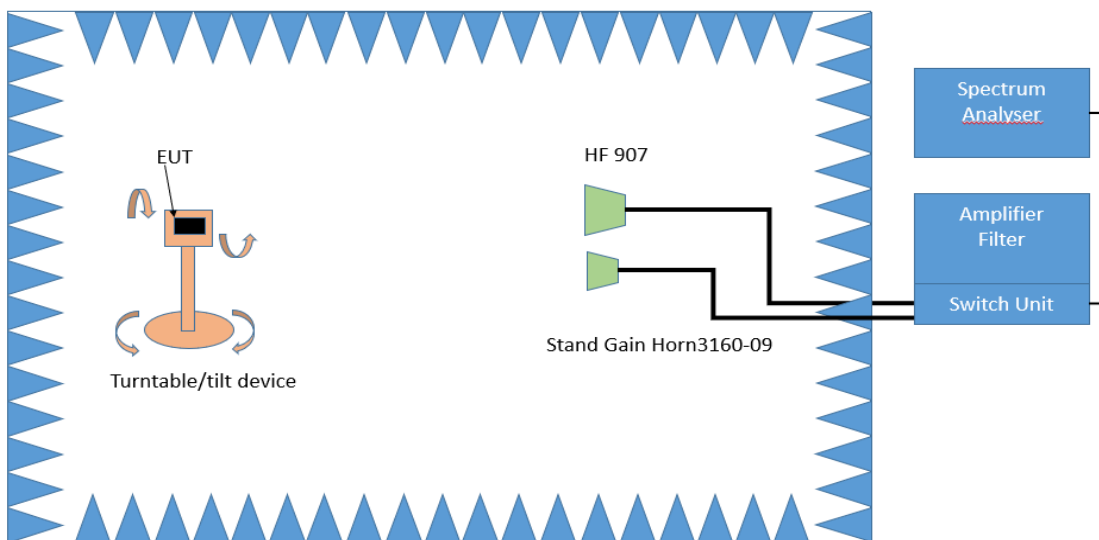 Spectrum
Analyser
EUT
HF 907
Amplifier
Filter
Switch Unit
Stand Gain Horn3160-09
Turntable/tilt device